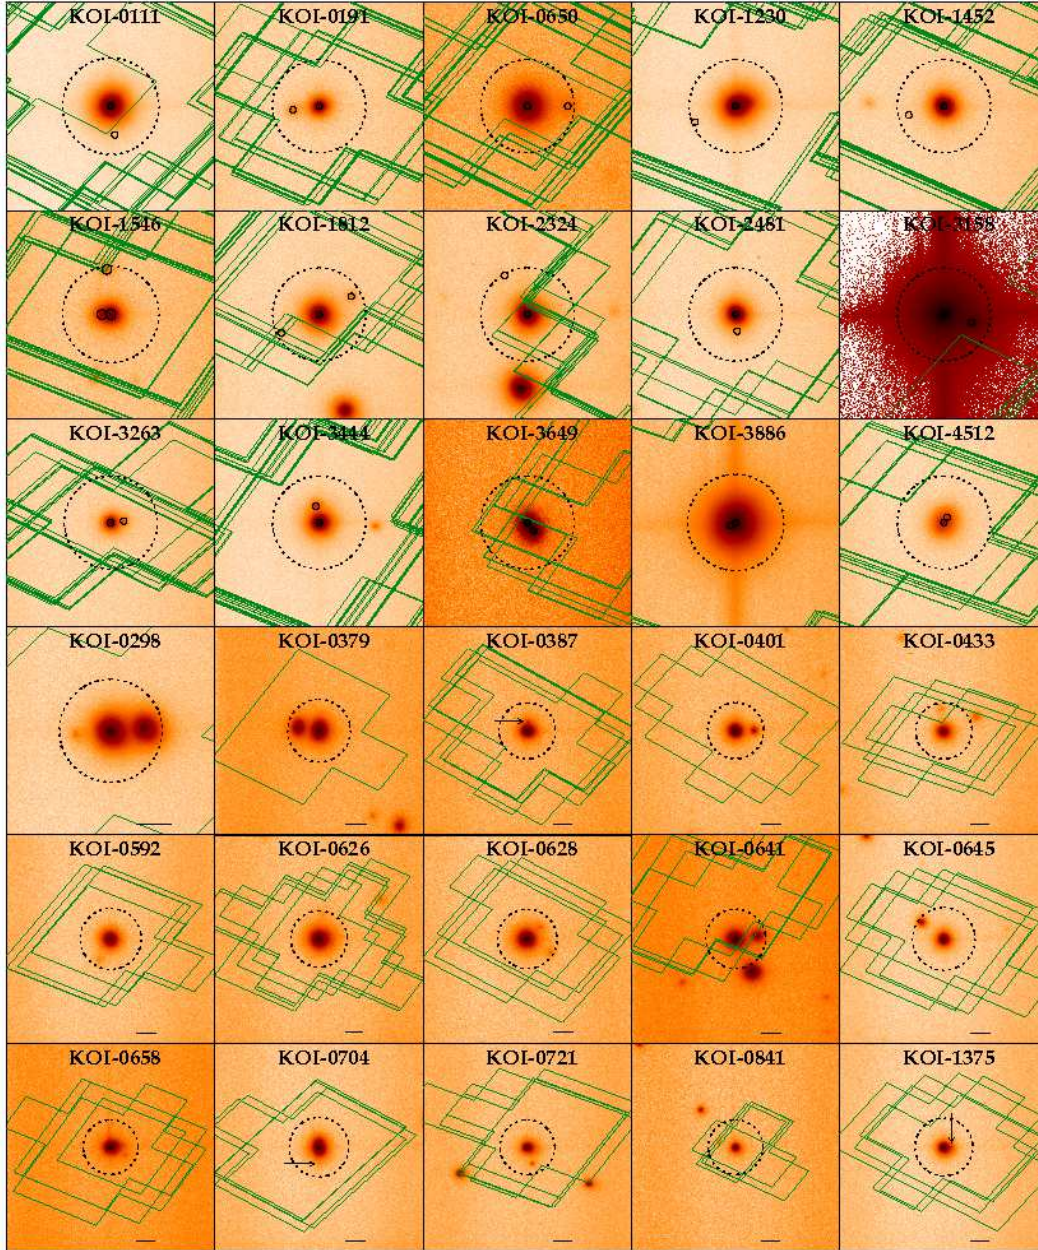 KOI-0111 KOI-0191 KOI-0650 KOI-1230 KOI-1452
KOI-1546 KOI-1812 KOI-2324 KOI-2481 KOI-3158
KOI-3263 KOI-3444 KOI-3649 KOI-3886 KOI-4512
KOI-0298 KOI-0379 KOI-0387 KOI-0401 KOI-0433
KOI-0592 KOI-0626 KOI-0628 KOI-0641 KOI-0645
KOI-0658 KOI-0704 KOI-0721 KOI-0841 KOI-1375